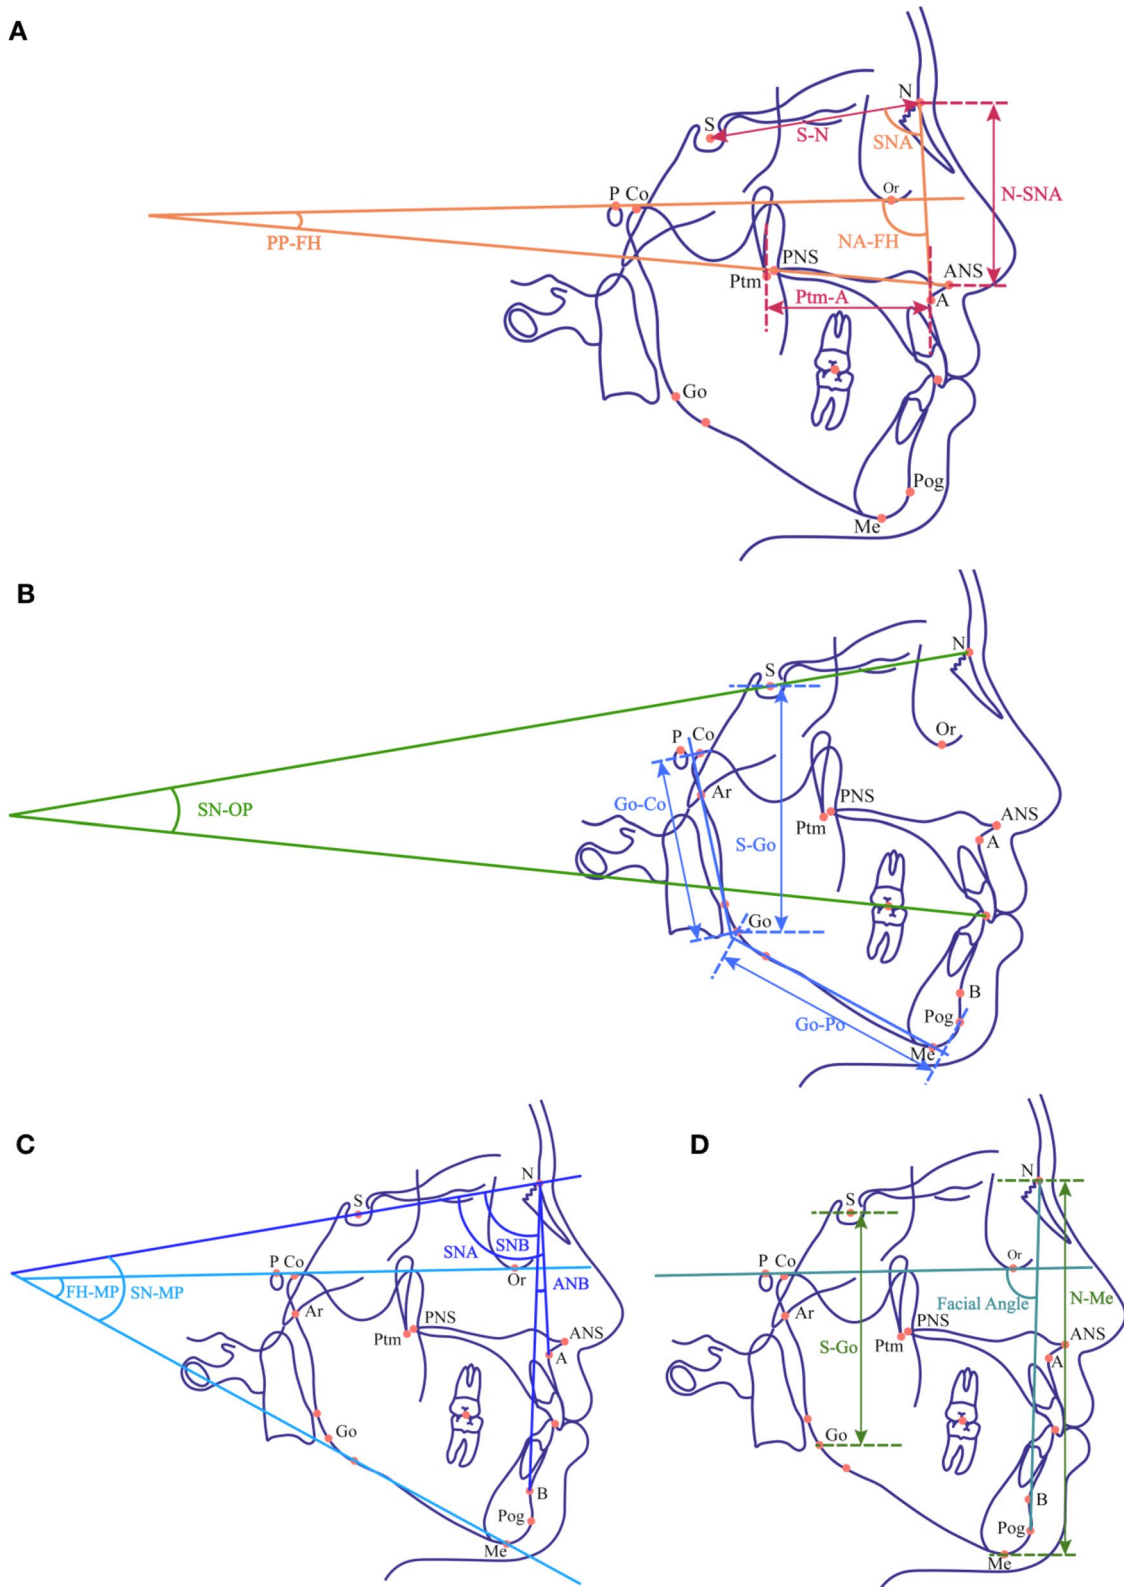 A
N
S
S-N
SNA
P Co
Or
N-SNA
PP-FH
NA-FH
PNS
ANS
Ptm
Ptm-A
A
Go
Pog
Me
B
N
S
P Co
Or
Ar
Go-Co
SN-OP
PNS
ANS
Ptm
S-Go
A
Go
B
Pog
Go-Po
Me
C
N
S
SNB
SNA
P Co
Or
FH-MP
SN-MP
ANB
Ar
PNS
ANS
Ptm
A
Go
B
Pog
Me
D
N
S
Or
P Co
Facial Angle
N-Me
Ar
PNS
ANS
Ptm
S-Go
A
Go
B
Pog
Me